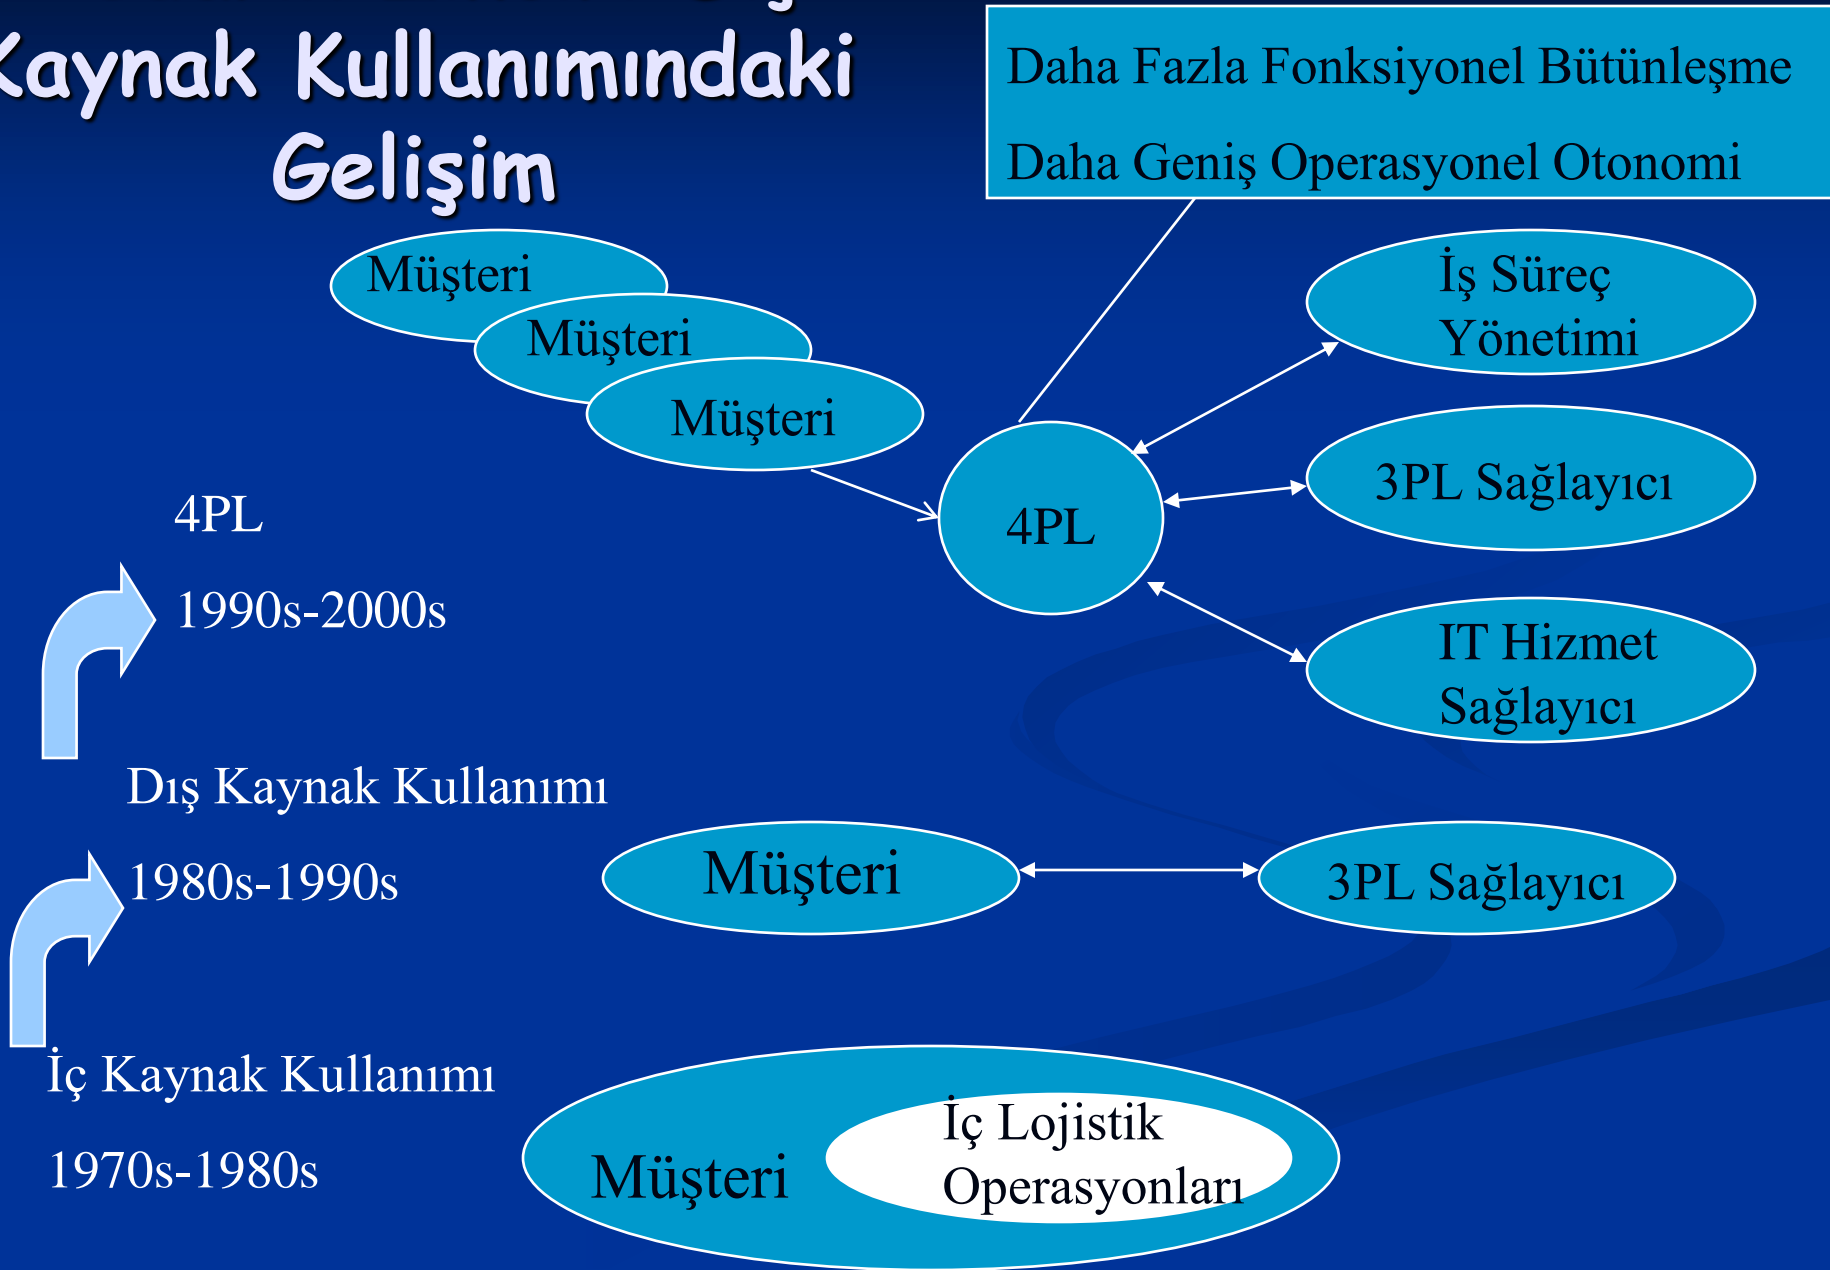 Kaynak Kullanımındaki
Gelişim
Daha Fazla Fonksiyonel Bütünleşme
Daha Geniş Operasyonel Otonomi
Müşteri
Müşteri
Müşteri
4PL
1990s-2000s
4PL
İş Süreç
Yönetimi
3PL Sağlayıcı
IT Hizmet
Sağlayıcı
Dış Kaynak Kullanımı
1980s-1990s
Müşteri
3PL Sağlayıcı
İç Kaynak Kullanımı
1970s-1980s
Müşteri
İç Lojistik
Operasyonları